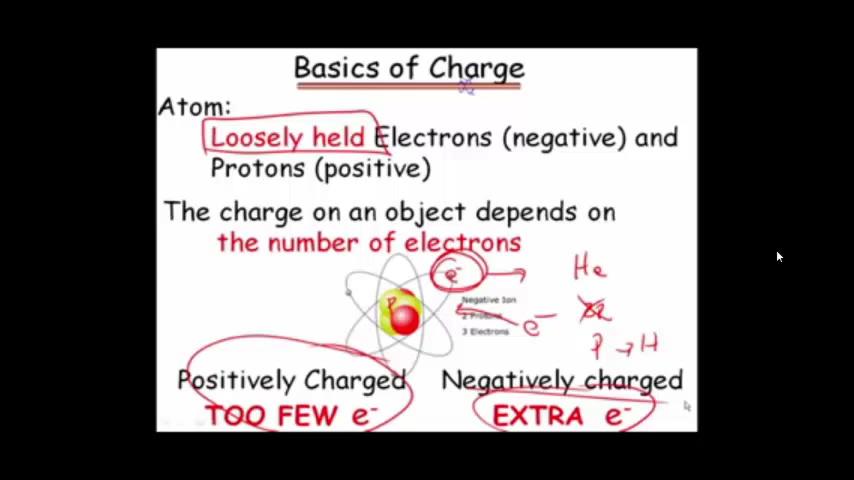 Basics of Charge
Atom:
Loosely held Electrons (negative) and
Protons (positive)
The charge on an object depends on
the number of electrons
e⁻
He
P
Negative Ion
2 Protons
3 Electrons
e⁻
P → H
Positively Charged
Negatively charged
TOO FEW e⁻
EXTRA e⁻